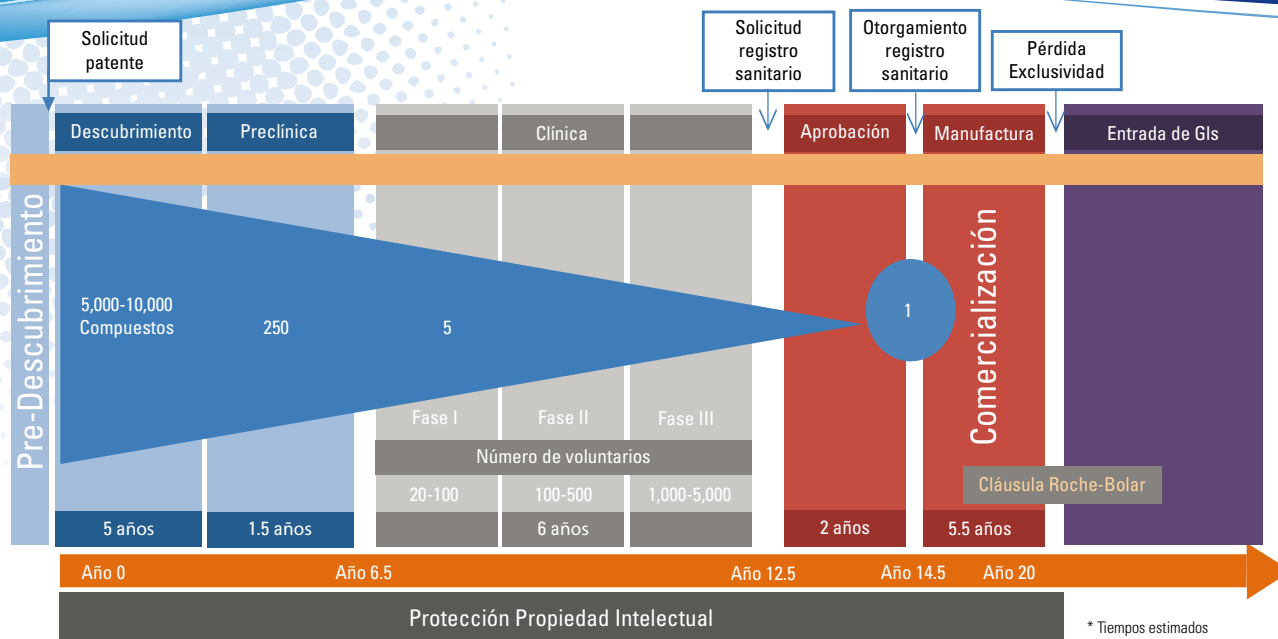 Solicitud
patente
Solicitud
registro
sanitario
Otorgamiento
registro
sanitario
Pérdida
Exclusividad
Descubrimiento
Preclínica
Clínica
Aprobación
Manufactura
Entrada de GIs
Pre-Descubrimiento
5,000-10,000
Compuestos
250
5
1
Comercialización
Fase I
Fase II
Fase III
Número de voluntarios
20-100
100-500
1,000-5,000
Cláusula Roche-Bolar
5 años
1.5 años
6 años
2 años
5.5 años
Año 0
Año 6.5
Año 12.5
Año 14.5
Año 20
Protección Propiedad Intelectual
* Tiempos estimados